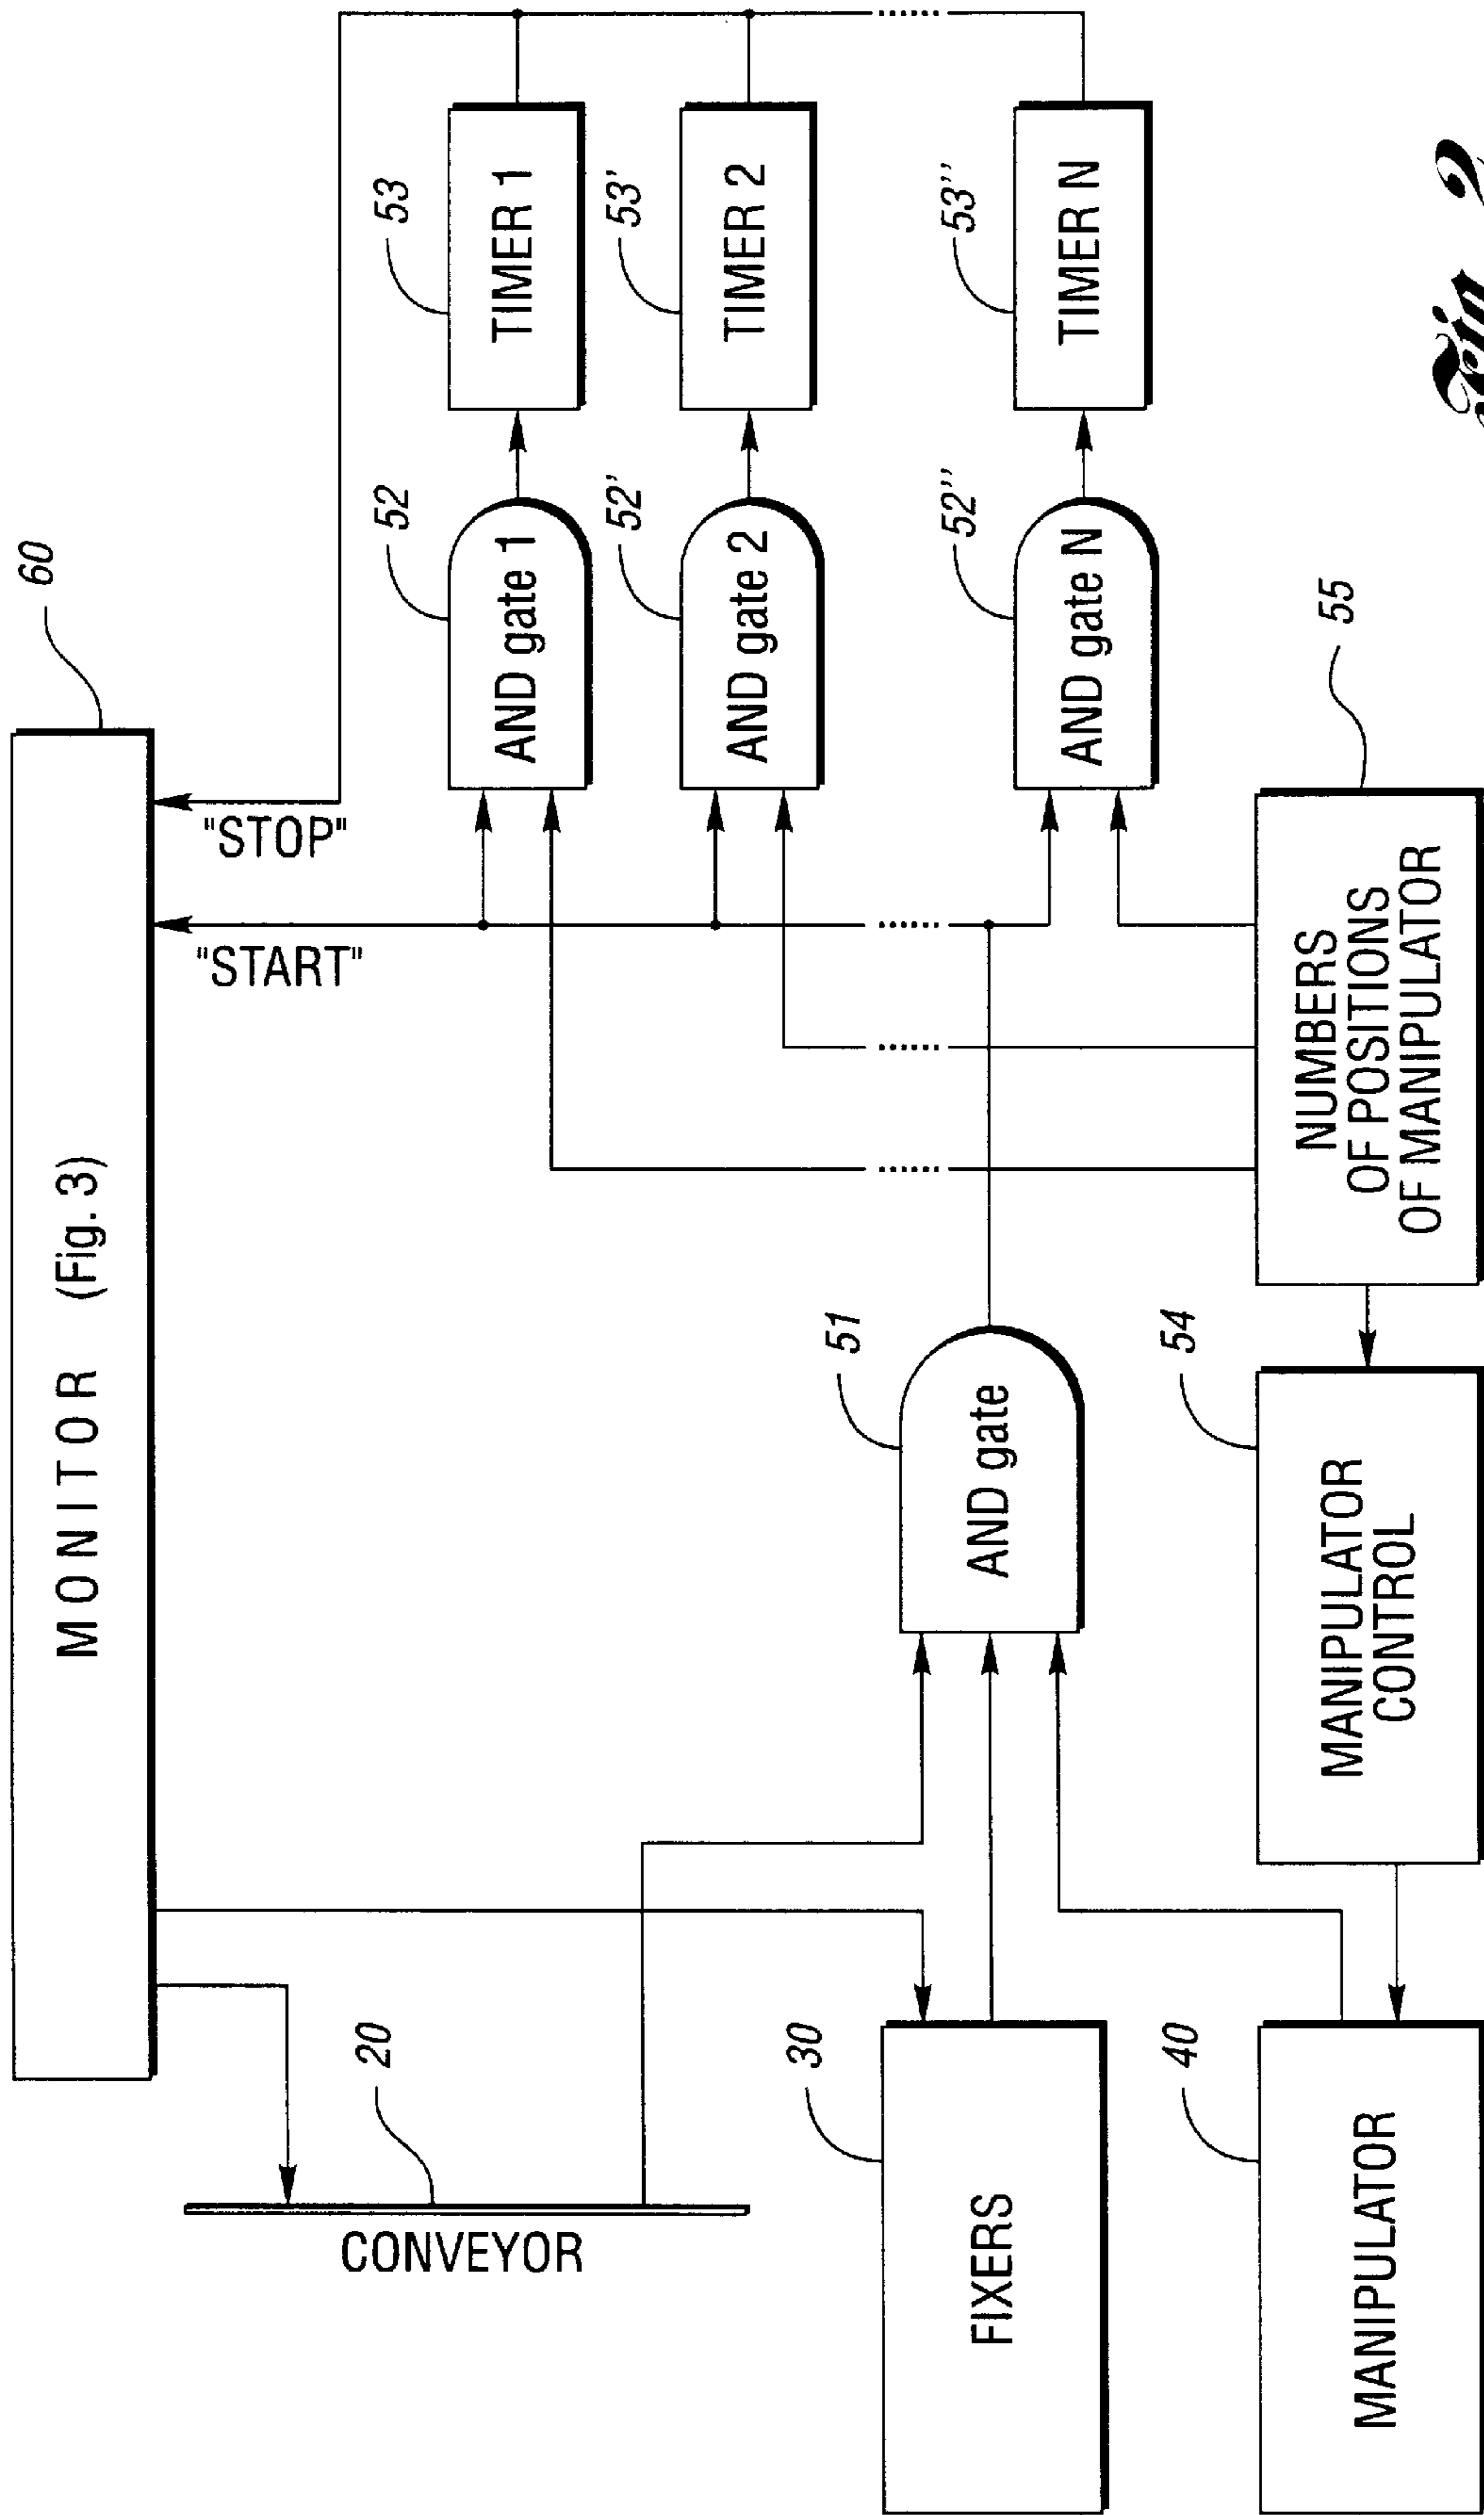 60
MONITOR (Fig. 3)
"START"
"STOP"
20
CONVEYOR
52
AND gate 1
53
TIMER 1
52'
AND gate 2
53'
TIMER 2
30
FIXERS
51
AND gate
52''
AND gate N
53''
TIMER N
40
MANIPULATOR
54
MANIPULATOR
CONTROL
55
NUMBERS
OF POSITIONS
OF MANIPULATOR
Fig. 2